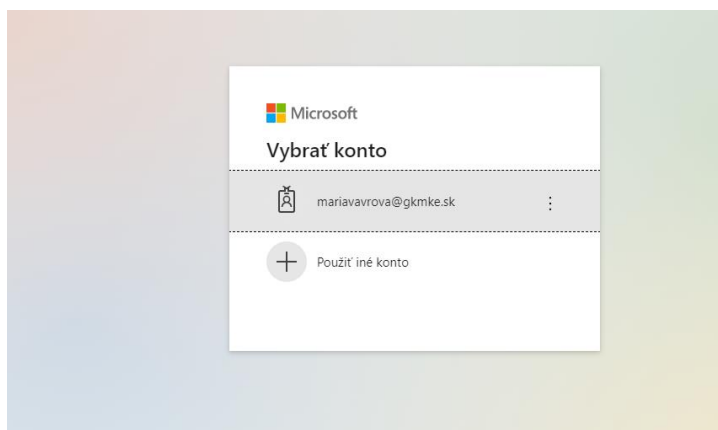 Microsoft
Vybrať konto
mariavavrova@gkmke.sk
Použiť iné konto